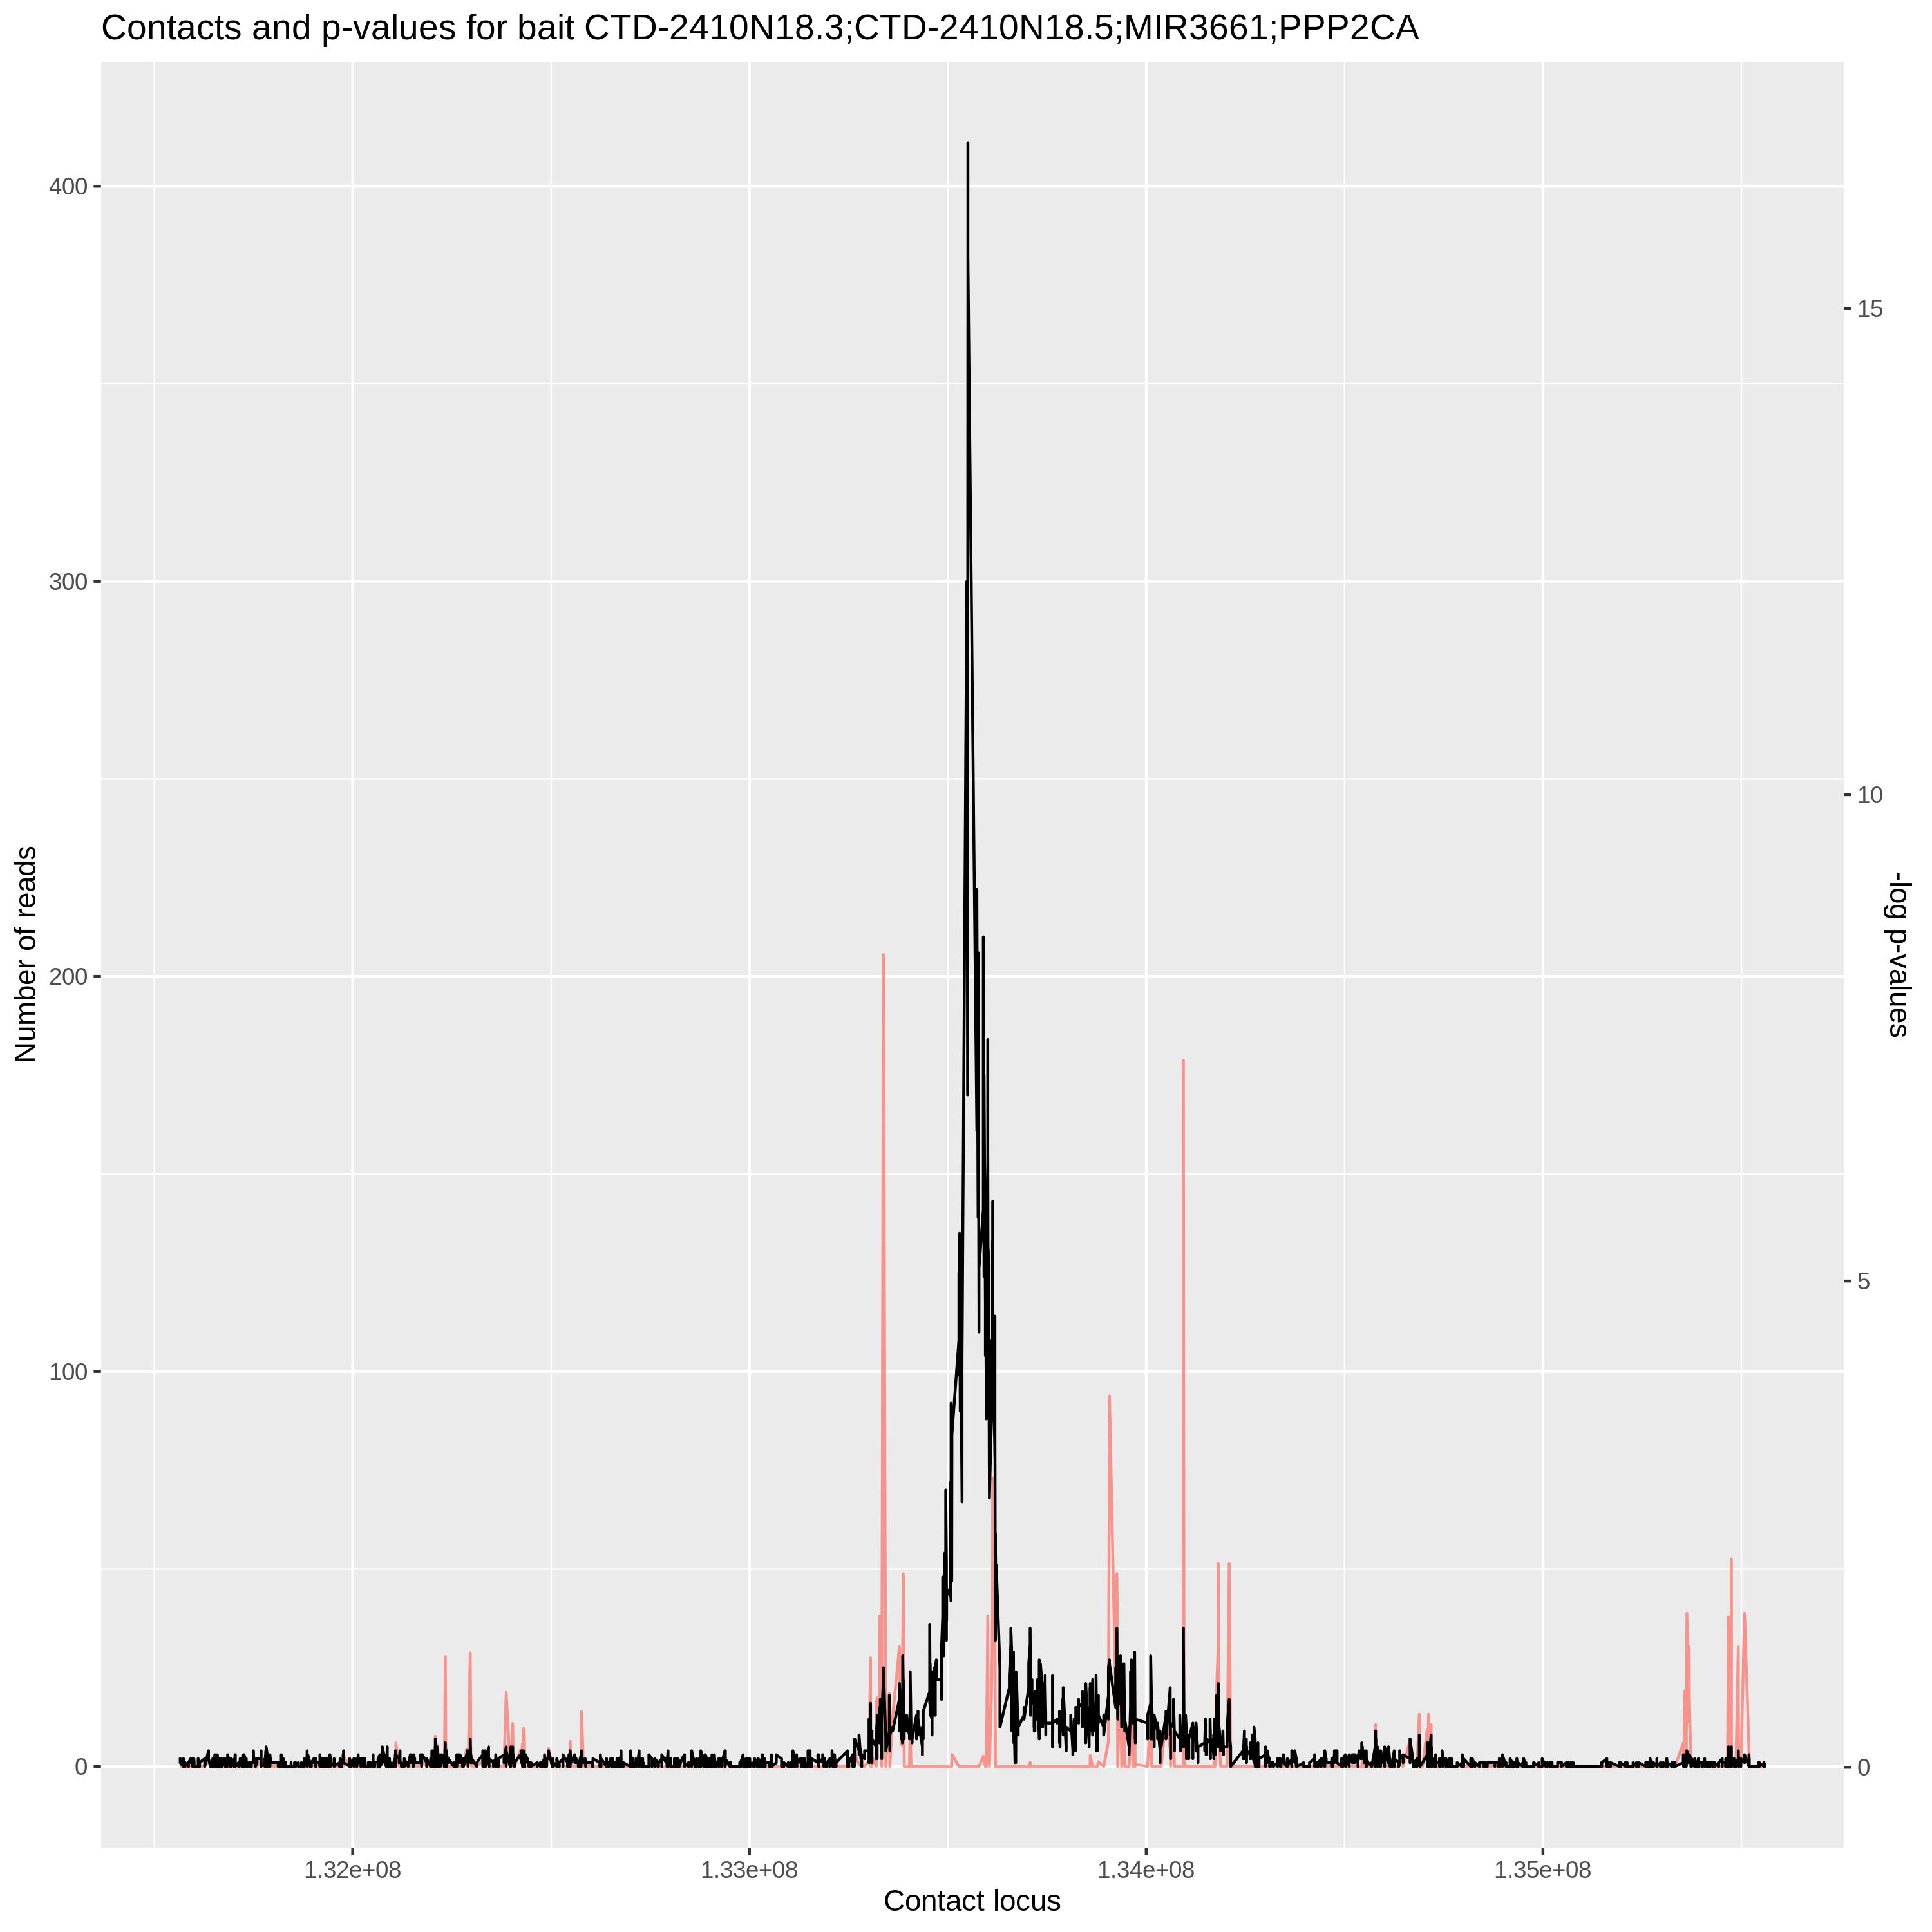 Contacts and p-values for bait CTD-2410N18.3;CTD-2410N18.5;MIR3661;PPP2CA
400
300
200
100
0
Number of reads
15
10
5
0
-log p-values
1.32e+08
1.33e+08
1.34e+08
1.35e+08
Contact locus